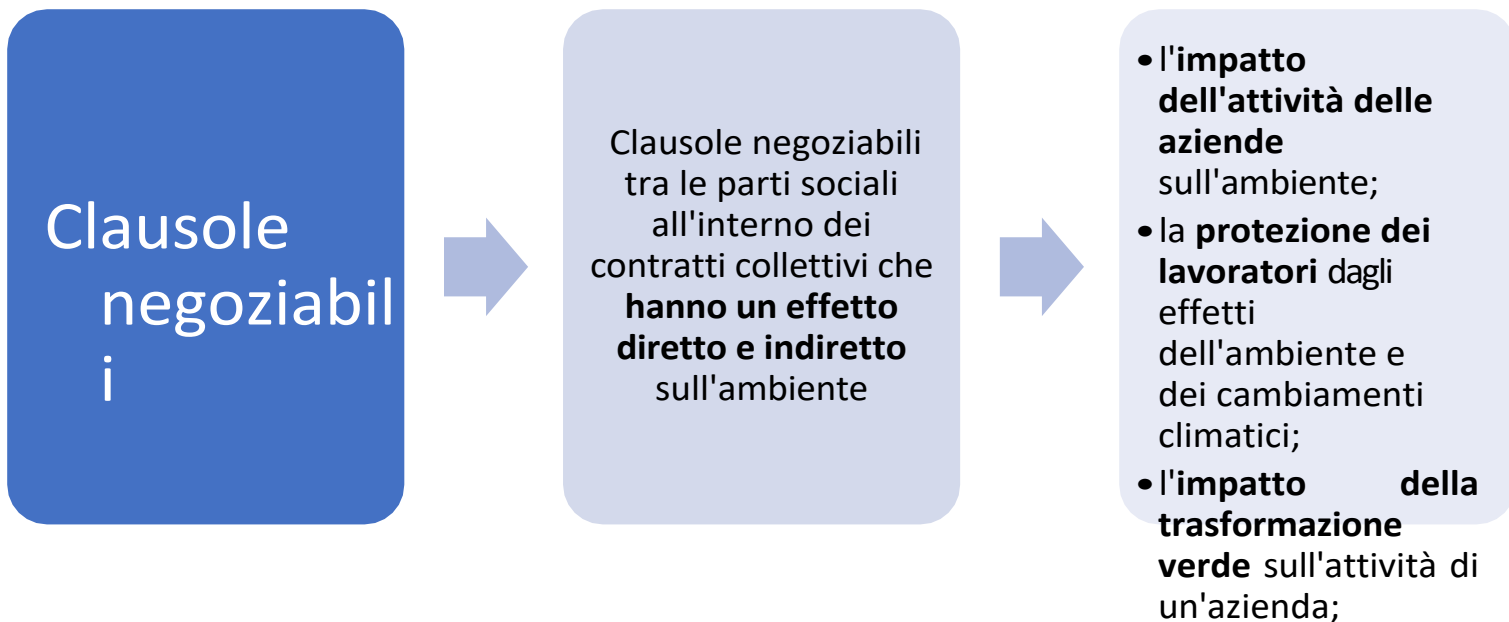 Clausole
negoziabil
i
Clausole negoziabili
tra le parti sociali
all'interno dei
contratti collettivi che
hanno un effetto
diretto e indiretto
sull'ambiente
•l'impatto
dell'attività delle
aziende
sull'ambiente;
•la protezione dei
lavoratori dagli
effetti
dell'ambiente e
dei cambiamenti
climatici;
•l'impatto della
trasformazione
verde sull'attività di
un'azienda;